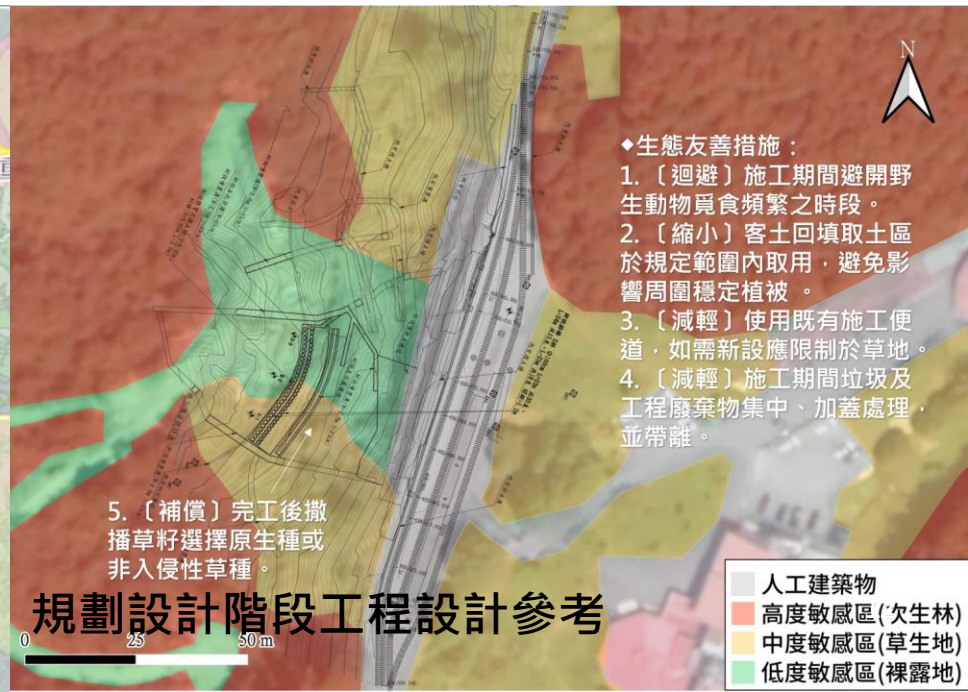 N
◆生態友善措施：
1.〔迴避〕施工期間避開野
生動物覓食頻繁之時段。
2.〔縮小〕客土回填取土區
於規定範圍內取用，避免影
響周圍穩定植被。
3.〔減輕〕使用既有施工便
道，如需新設應限制於草地。
4.〔減輕〕施工期間垃圾及
工程廢棄物集中、加蓋處理，
並帶離。
5.〔補償〕完工後撒
播草籽選擇原生種或
非入侵性草種。
規劃設計階段工程設計參考
0 25 50 m
人工建築物
高度敏感區(次生林)
中度敏感區(草生地)
低度敏感區(裸露地)